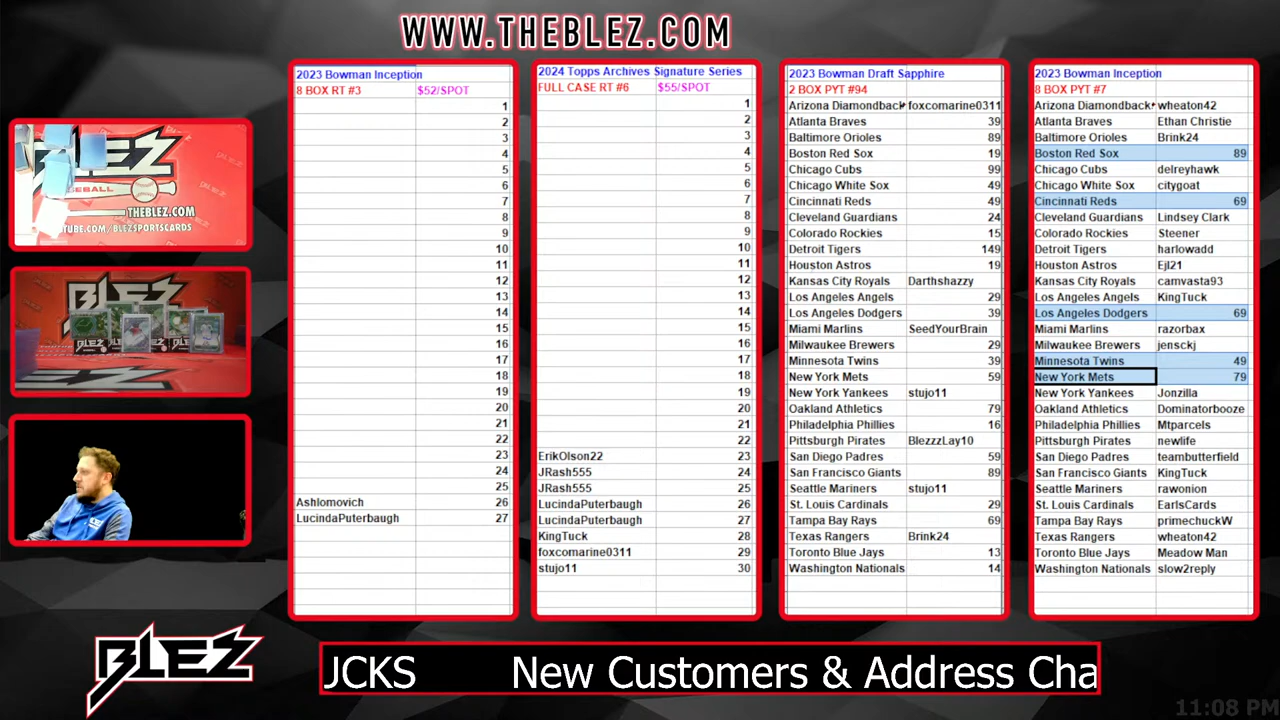 WWW.THEBLEZ.COM
BLEZ
BASEBALL
THEBLEZ.COM
TUBE.COM/BLEZSPORTSCARDS
BLEZ
2023 Bowman Inception
8 BOX RT #3 $52/SPOT
1
2
3
4
5
6
7
8
9
10
11
12
13
14
15
16
17
18
19
20
21
22
23
24
25
Ashlomovich 26
LucindaPuterbaugh 27
2024 Topps Archives Signature Series
FULL CASE RT #6 $55/SPOT
1
2
3
4
5
6
7
8
9
10
11
12
13
14
15
16
17
18
19
20
21
22
ErikOlson22 23
JRash555 24
JRash555 25
LucindaPuterbaugh 26
LucindaPuterbaugh 27
KingTuck 28
foxcomarine0311 29
stujo11 30
2023 Bowman Draft Sapphire
2 BOX PYT #94
Arizona Diamondback foxcomarine0311
Atlanta Braves 39
Baltimore Orioles 89
Boston Red Sox 19
Chicago Cubs 99
Chicago White Sox 49
Cincinnati Reds 49
Cleveland Guardians 24
Colorado Rockies 15
Detroit Tigers 149
Houston Astros 19
Kansas City Royals Darthshazzy
Los Angeles Angels 29
Los Angeles Dodgers 39
Miami Marlins SeedYourBrain
Milwaukee Brewers 29
Minnesota Twins 39
New York Mets 59
New York Yankees stujo11
Oakland Athletics 79
Philadelphia Phillies 16
Pittsburgh Pirates BlezzzLay10
San Diego Padres 59
San Francisco Giants 89
Seattle Mariners stujo11
St. Louis Cardinals 29
Tampa Bay Rays 69
Texas Rangers Brink24
Toronto Blue Jays 13
Washington Nationals 14
2023 Bowman Inception
8 BOX PYT #7
Arizona Diamondback wheaton42
Atlanta Braves Ethan Christie
Baltimore Orioles Brink24
Boston Red Sox 89
Chicago Cubs delreyhawk
Chicago White Sox citygoat
Cincinnati Reds 69
Cleveland Guardians Lindsey Clark
Colorado Rockies Steener
Detroit Tigers harlowadd
Houston Astros Ejl21
Kansas City Royals camvasta93
Los Angeles Angels KingTuck
Los Angeles Dodgers 69
Miami Marlins razorbax
Milwaukee Brewers jensckj
Minnesota Twins 49
New York Mets 79
New York Yankees Jonzilla
Oakland Athletics Dominatorbooze
Philadelphia Phillies Mtparcels
Pittsburgh Pirates newlife
San Diego Padres teambutterfield
San Francisco Giants KingTuck
Seattle Mariners rawonion
St. Louis Cardinals EarlsCards
Tampa Bay Rays primechuckW
Texas Rangers wheaton42
Toronto Blue Jays Meadow Man
Washington Nationals slow2reply
BLEZ
JCKS New Customers & Address Cha
11:08 PM